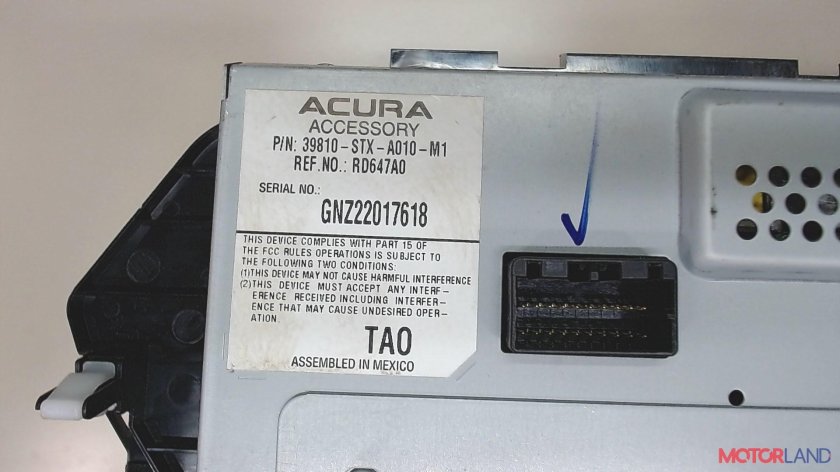 ACURA
ACCESSORY
P/N: 39810-STX-A010-M1
REF.NO.: RD647A0
SERIAL NO.:
GNZ22017618
THIS DEVICE COMPLIES WITH PART 15 OF
THE FCC RULES OPERATIONS IS SUBJECT TO
THE FOLLOWING TWO CONDITIONS:
(1)THIS DEVICE MAY NOT CAUSE HARMFUL INTERFERENCE
(2)THIS DEVICE MUST ACCEPT ANY INTERF-
ERENCE RECEIVED INCLUDING INTERFER-
ENCE THAT MAY CAUSE UNDESIRED OPER-
ATION.
TA0
ASSEMBLED IN MEXICO
MOTORLAND